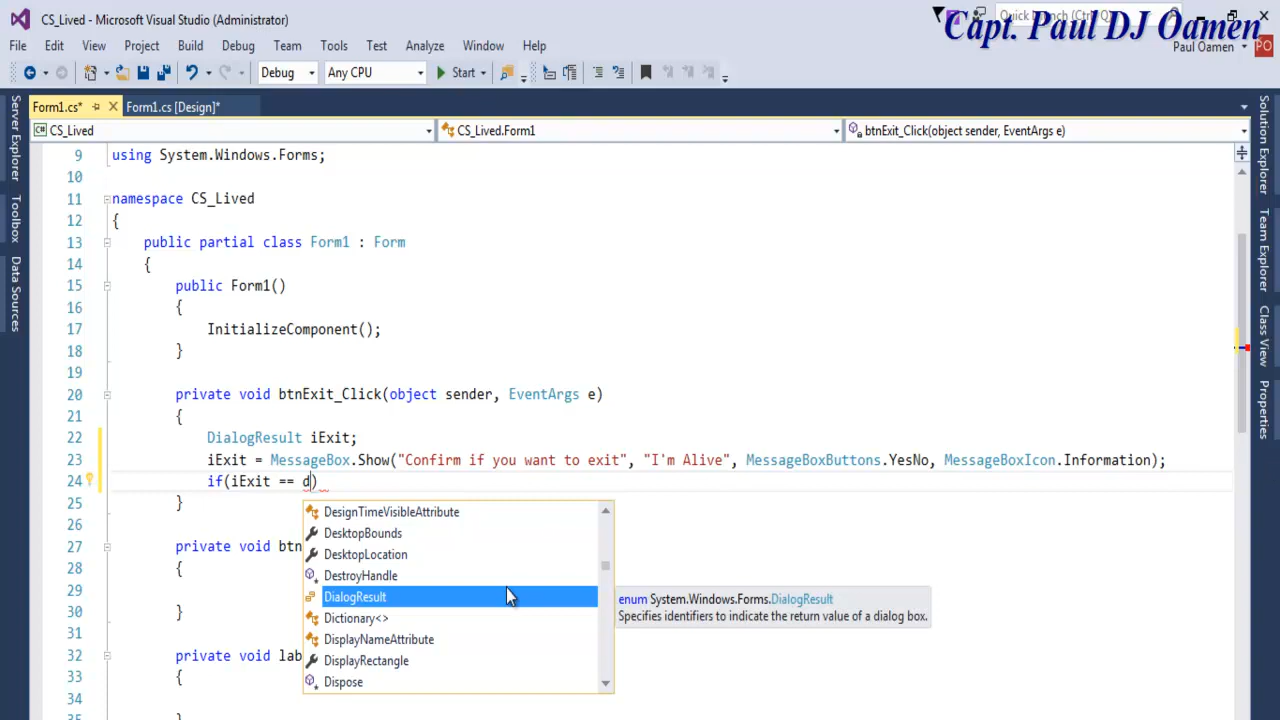 CS_Lived - Microsoft Visual Studio (Administrator)
Quick Launch (Ctrl+Q)
Capt. Paul DJ Oamen
File Edit View Project Build Debug Team Tools Test Analyze Window Help
Paul Oamen PO
Debug Any CPU Start
Form1.cs* Form1.cs [Design]*
CS_Lived CS_Lived.Form1 btnExit_Click(object sender, EventArgs e)
Server Explorer
Toolbox
Data Sources
Solution Explorer
Team Explorer
Class View
Properties
9 using System.Windows.Forms;
10
11 namespace CS_Lived
12 {
13 public partial class Form1 : Form
14 {
15 public Form1()
16 {
17 InitializeComponent();
18 }
19
20 private void btnExit_Click(object sender, EventArgs e)
21 {
22 DialogResult iExit;
23 iExit = MessageBox.Show("Confirm if you want to exit", "I'm Alive", MessageBoxButtons.YesNo, MessageBoxIcon.Information);
24 if(iExit == d)
25 }
26
27 private void btn
28 {
29
30 }
31
32 private void lab
33 {
34
DesignTimeVisibleAttribute
DesktopBounds
DesktopLocation
DestroyHandle
DialogResult
Dictionary<>
DisplayNameAttribute
DisplayRectangle
Dispose
enum System.Windows.Forms.DialogResult
Specifies identifiers to indicate the return value of a dialog box.